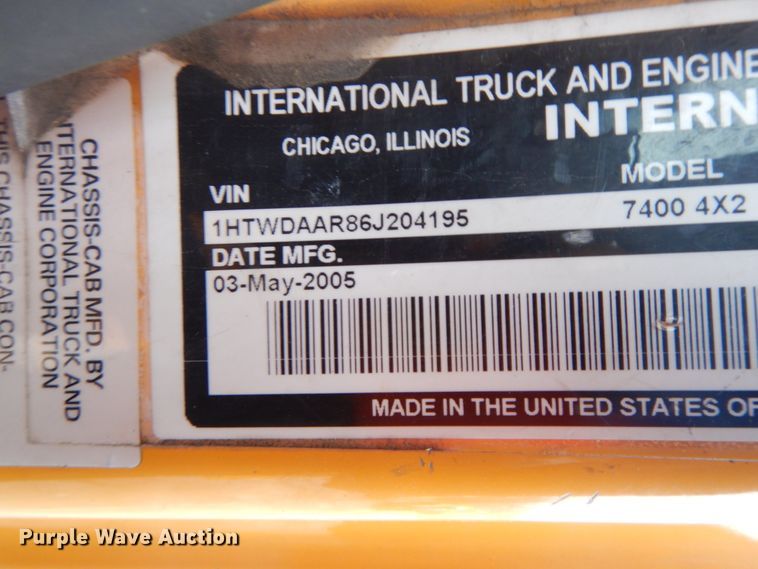 INTERNATIONAL TRUCK AND ENGINE
INTERN
CHICAGO, ILLINOIS
VIN
MODEL
1HTWDAAR86J204195
7400 4X2
DATE MFG.
03-May-2005
MADE IN THE UNITED STATES OF
CHASSIS-CAB MFD. BY
INTERNATIONAL TRUCK AND
ENGINE CORPORATION
THIS CHASSIS-CAB CON-
Purple Wave Auction